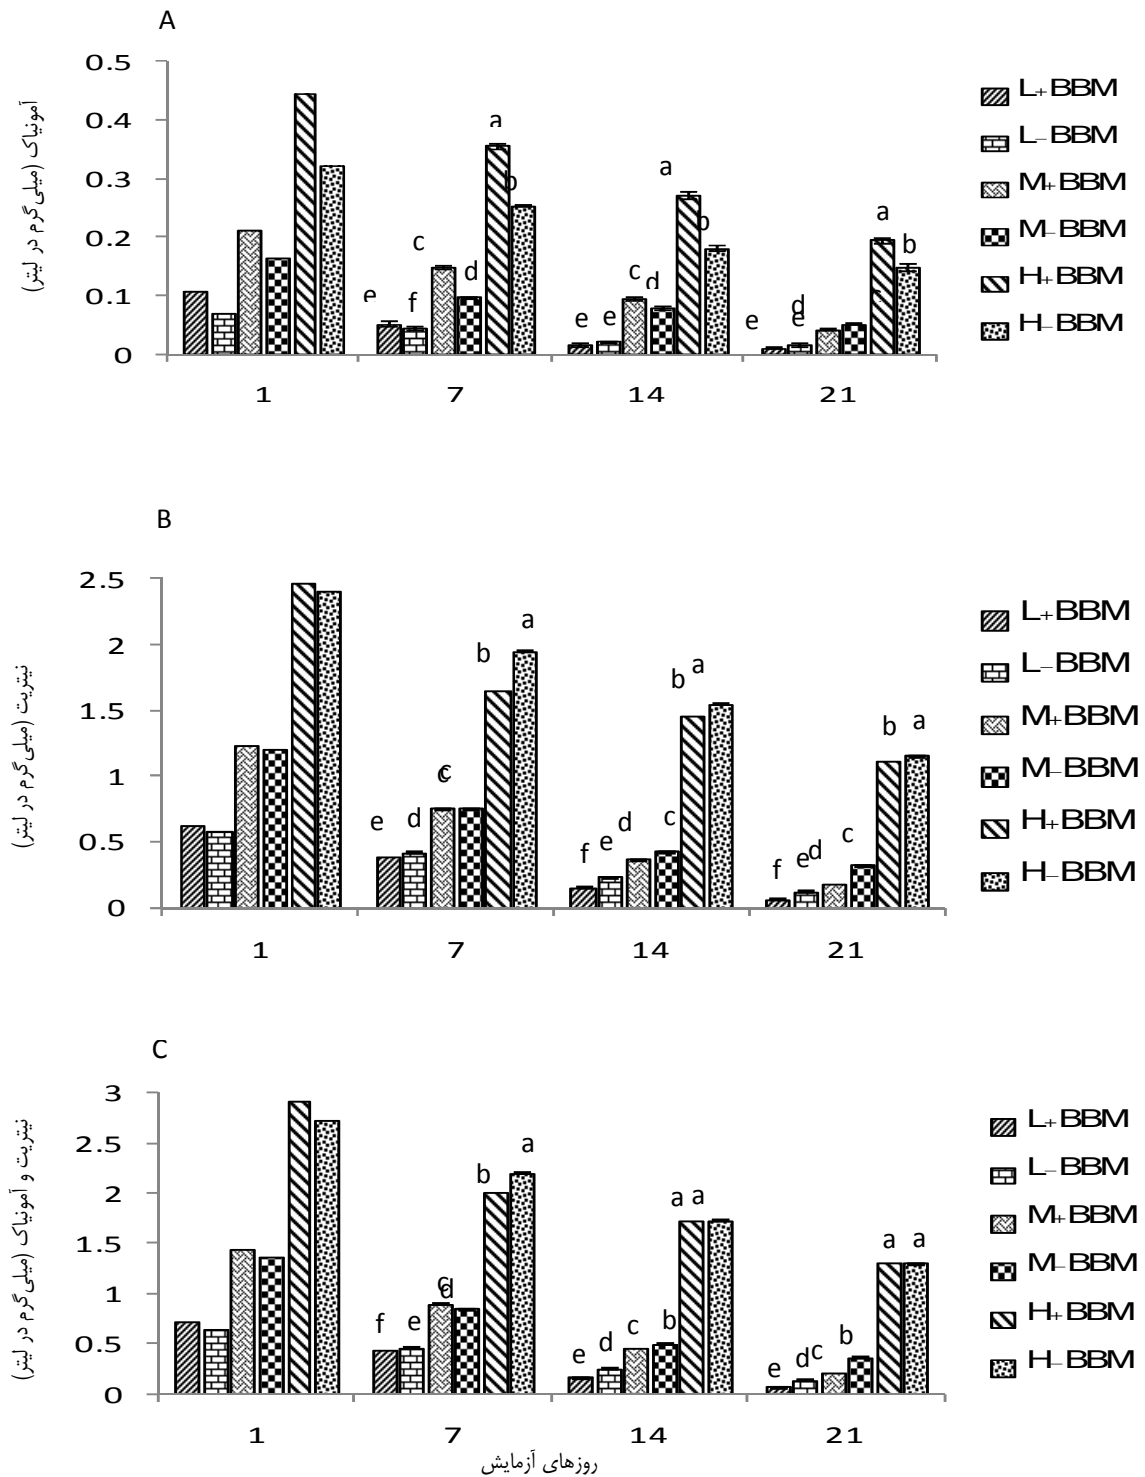 A
0.5
0.4
0.3
0.2
0.1
0
آمونیاک (میلی‌گرم در لیتر)
e f c d a b
e e c d a b
e e d c a b
1 7 14 21
L+BBM
L-BBM
M+BBM
M-BBM
H+BBM
H-BBM
B
2.5
2
1.5
1
0.5
0
نیتریت (میلی‌گرم در لیتر)
e d c c b a
f e d c b a
f e d c b a
1 7 14 21
L+BBM
L-BBM
M+BBM
M-BBM
H+BBM
H-BBM
C
3
2.5
2
1.5
1
0.5
0
نیتریت و آمونیاک (میلی‌گرم در لیتر)
f e c d b a
e d c b a a
e d c b a a
1 7 14 21
روزهای آزمایش
L+BBM
L-BBM
M+BBM
M-BBM
H+BBM
H-BBM